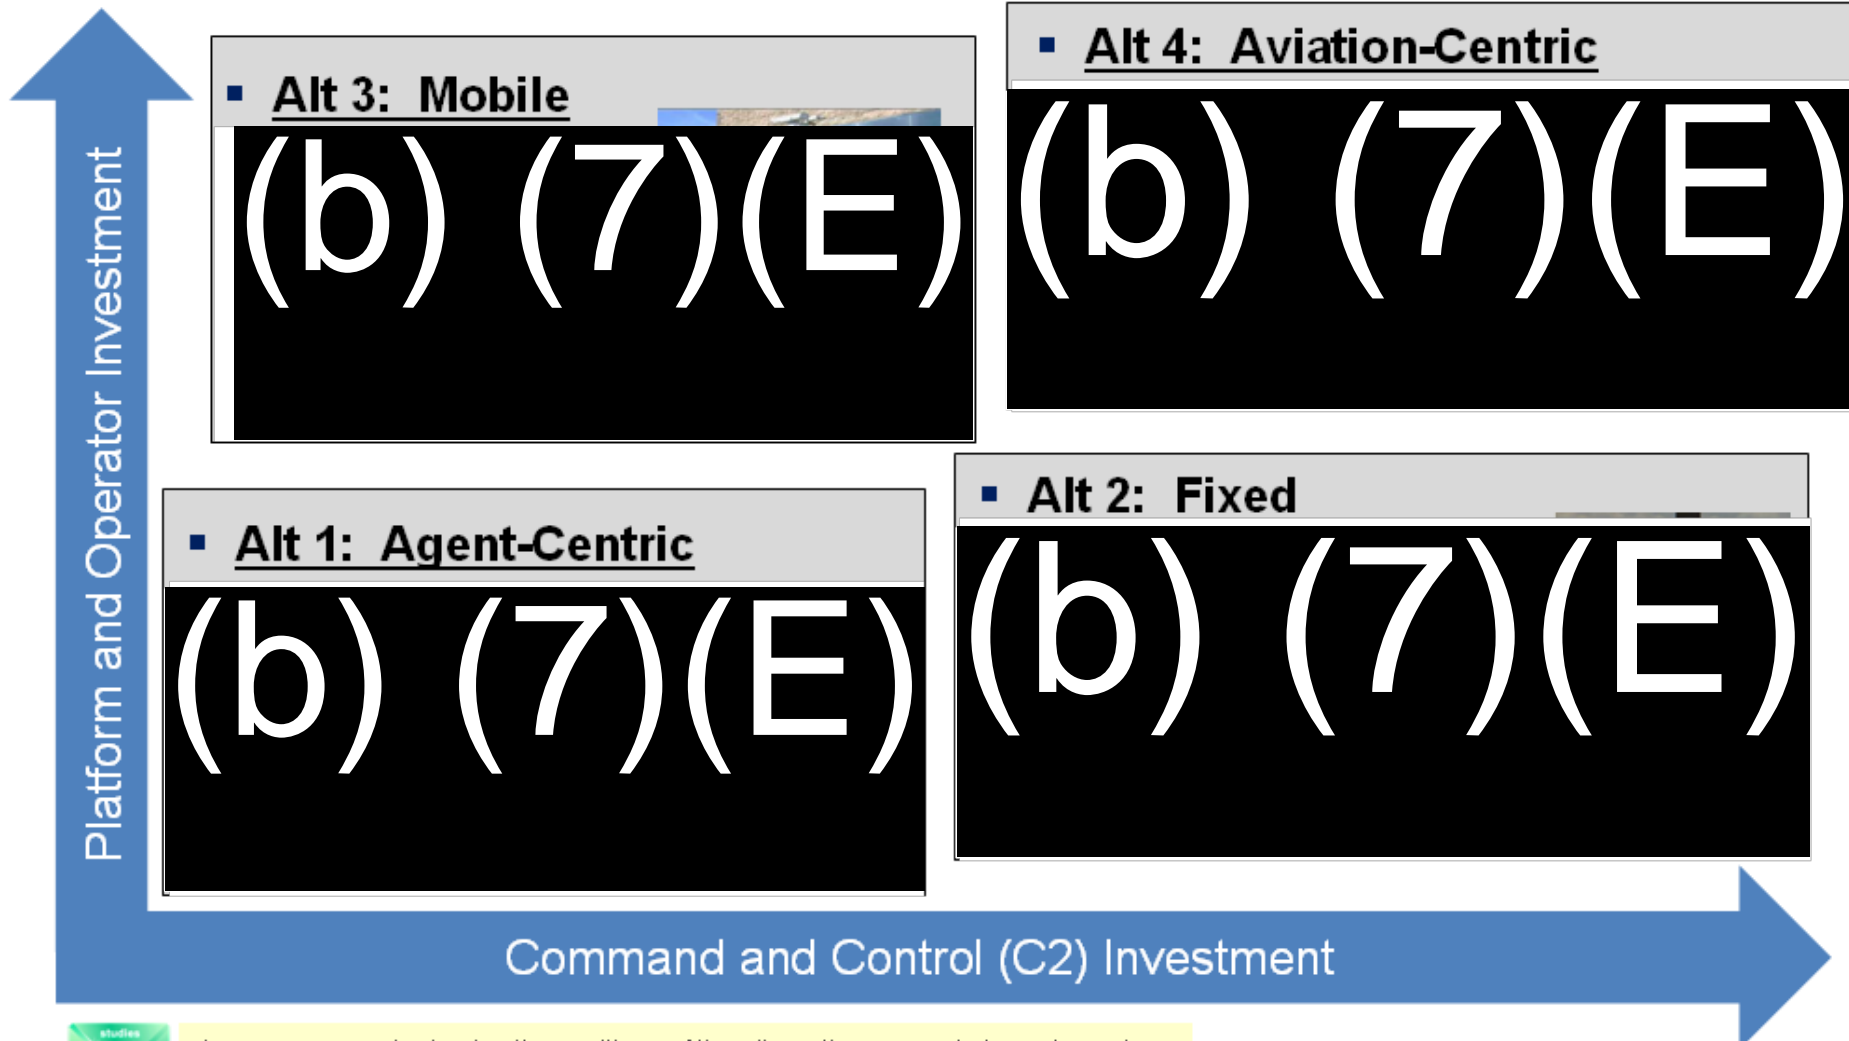 Platform and Operator Investment
▪ Alt 3: Mobile
(b) (7)(E)
▪ Alt 4: Aviation-Centric
(b) (7)(E)
▪ Alt 1: Agent-Centric
(b) (7)(E)
▪ Alt 2: Fixed
(b) (7)(E)
Command and Control (C2) Investment
studies